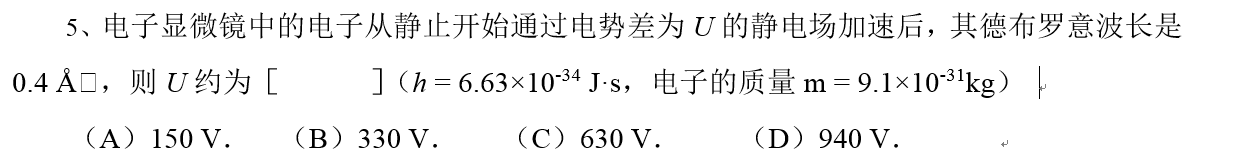 5、电子显微镜中的电子从静止开始通过电势差为 U 的静电场加速后，其德布罗意波长是
0.4 Å□，则 U 约为［　　　］（h = 6.63×10⁻³⁴ J·s，电子的质量 m = 9.1×10⁻³¹kg）
（A）150 V．　（B）330 V．　（C）630 V．　（D）940 V．